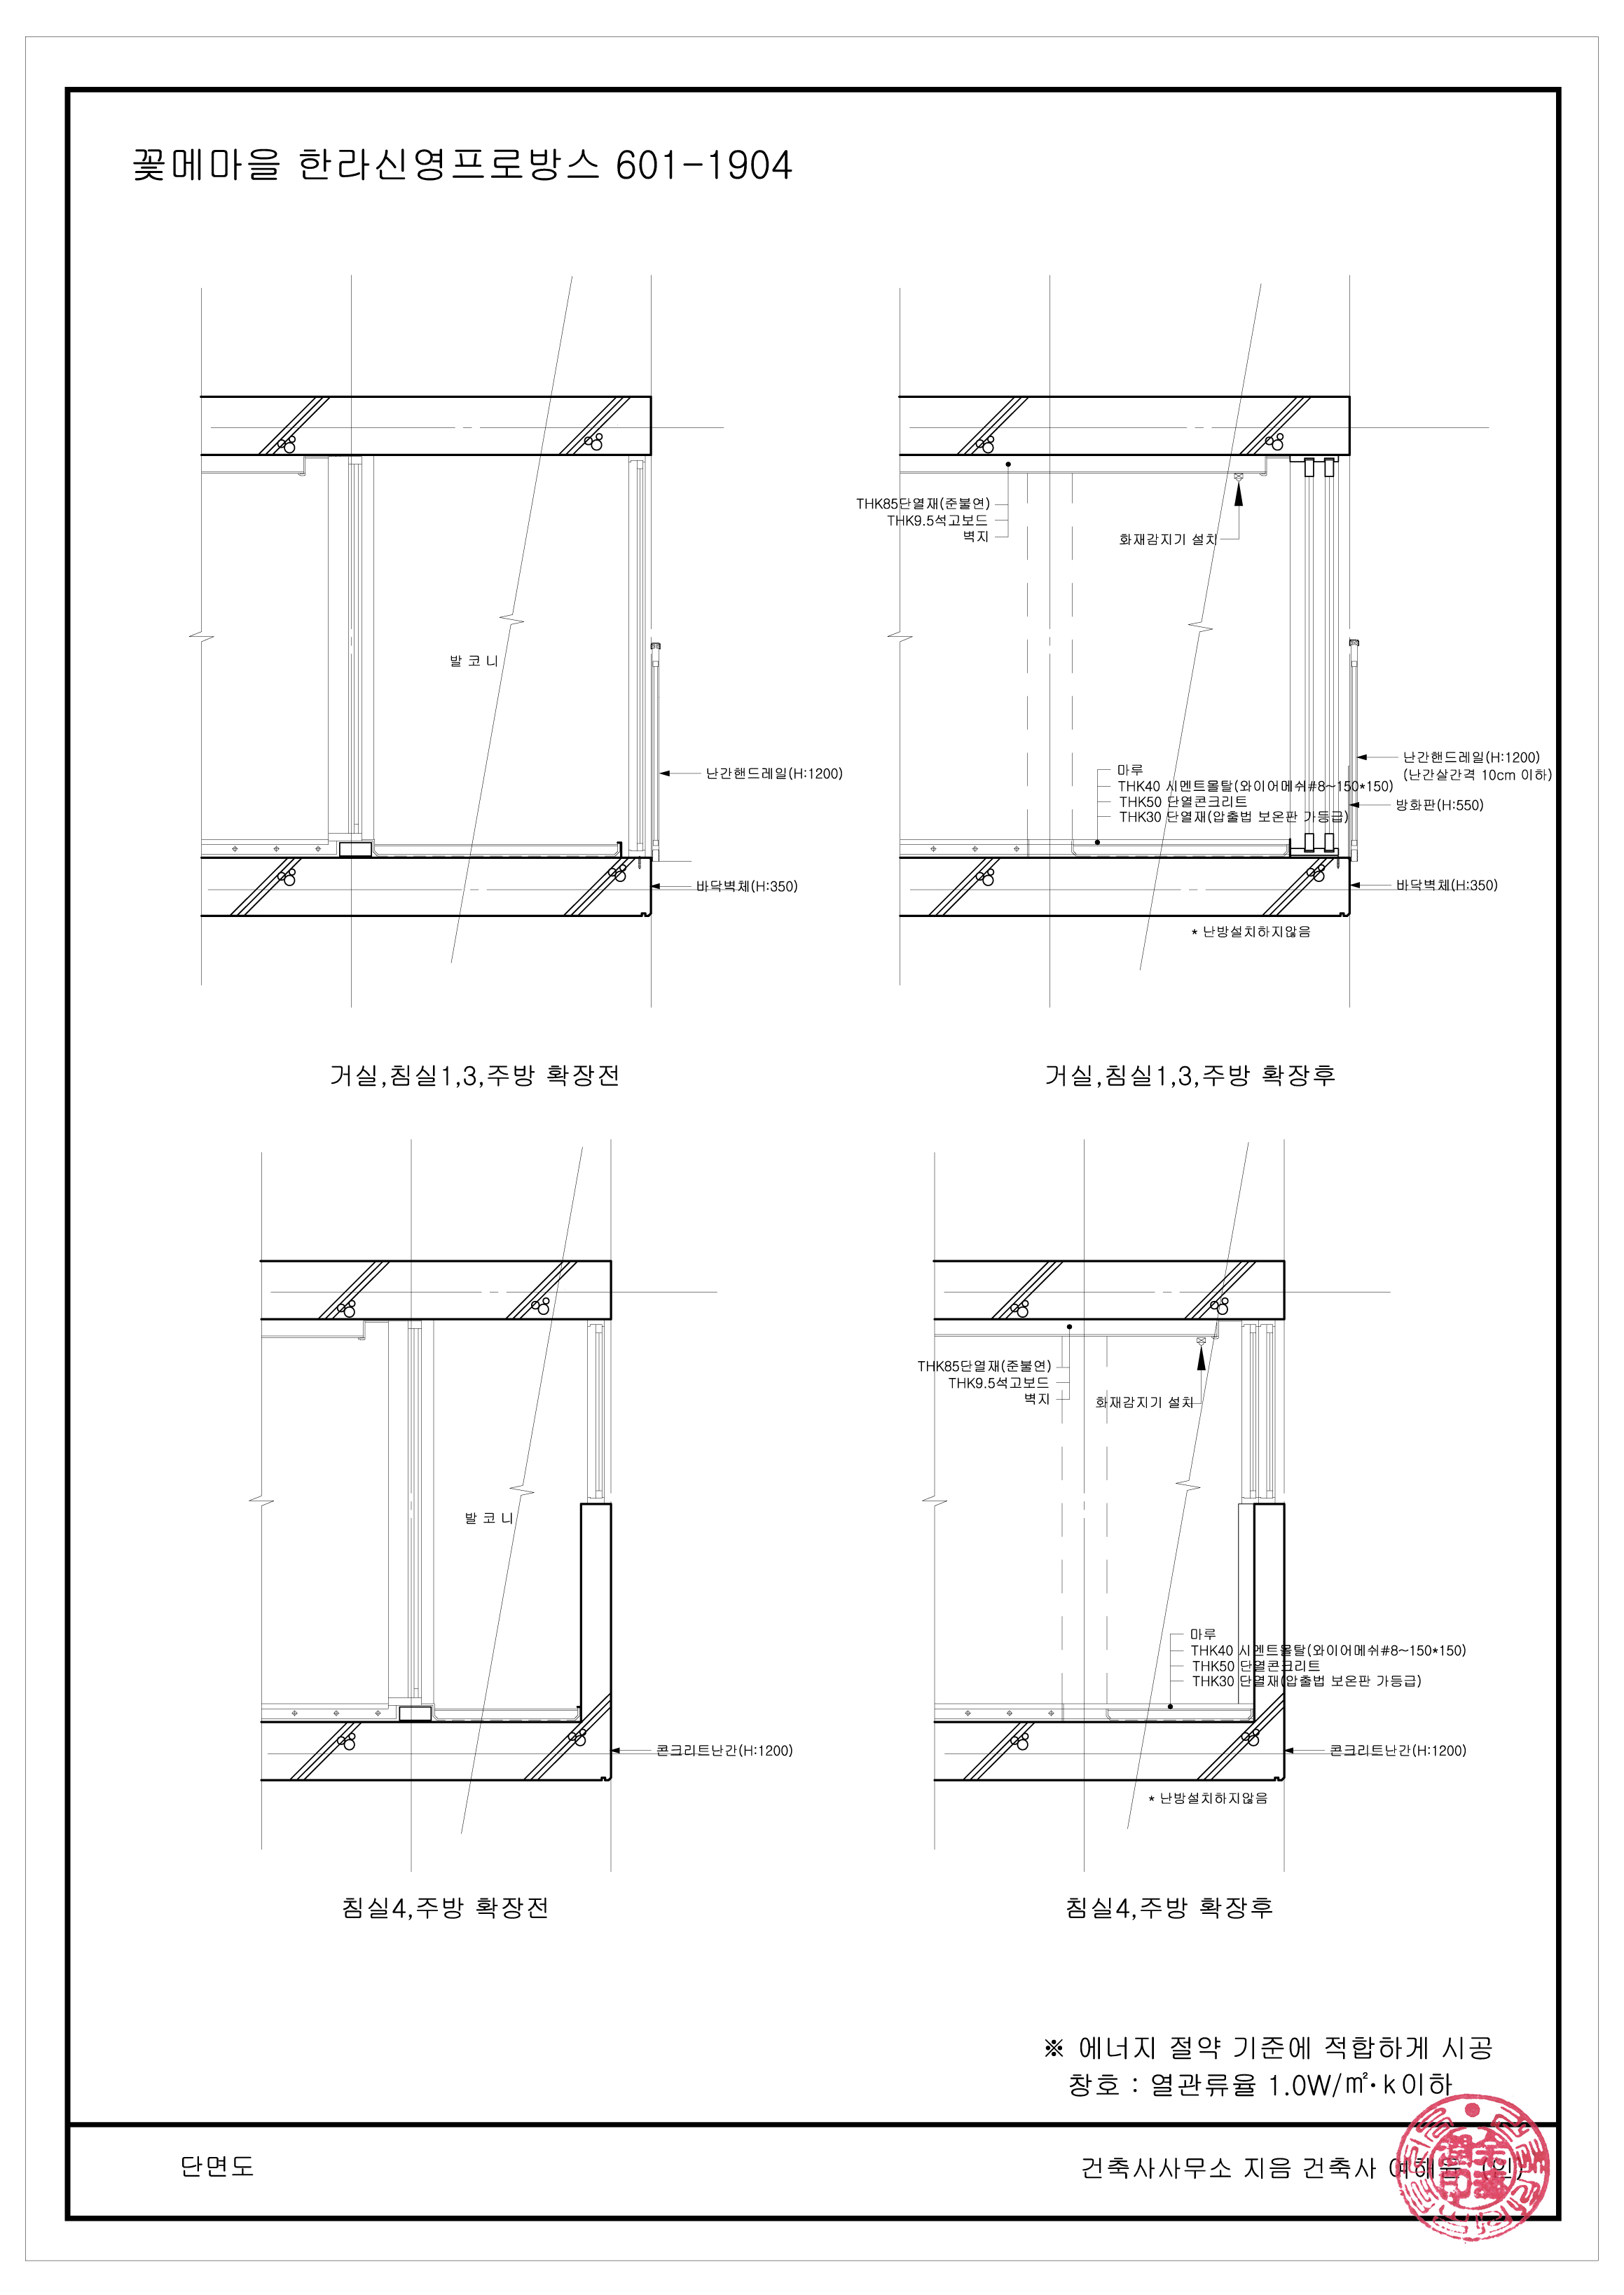 꽃메마을 한라신영프로방스 601-1904
발 코 니
난간핸드레일(H:1200)
바닥벽체(H:350)
거실,침실1,3,주방 확장전
THK85단열재(준불연)
THK9.5석고보드
벽지
화재감지기 설치
마루
THK40 시멘트몰탈(와이어메쉬#8~150*150)
THK50 단열콘크리트
THK30 단열재(압출법 보온판 가등급)
난간핸드레일(H:1200)
(난간살간격 10cm 이하)
방화판(H:550)
바닥벽체(H:350)
* 난방설치하지않음
거실,침실1,3,주방 확장후
발 코 니
콘크리트난간(H:1200)
침실4,주방 확장전
THK85단열재(준불연)
THK9.5석고보드
벽지
화재감지기 설치
마루
THK40 시멘트몰탈(와이어메쉬#8~150*150)
THK50 단열콘크리트
THK30 단열재(압출법 보온판 가등급)
콘크리트난간(H:1200)
* 난방설치하지않음
침실4,주방 확장후
※ 에너지 절약 기준에 적합하게 시공
창호 : 열관류율 1.0W/㎡·k이하
단면도
건축사사무소 지음 건축사 (인)